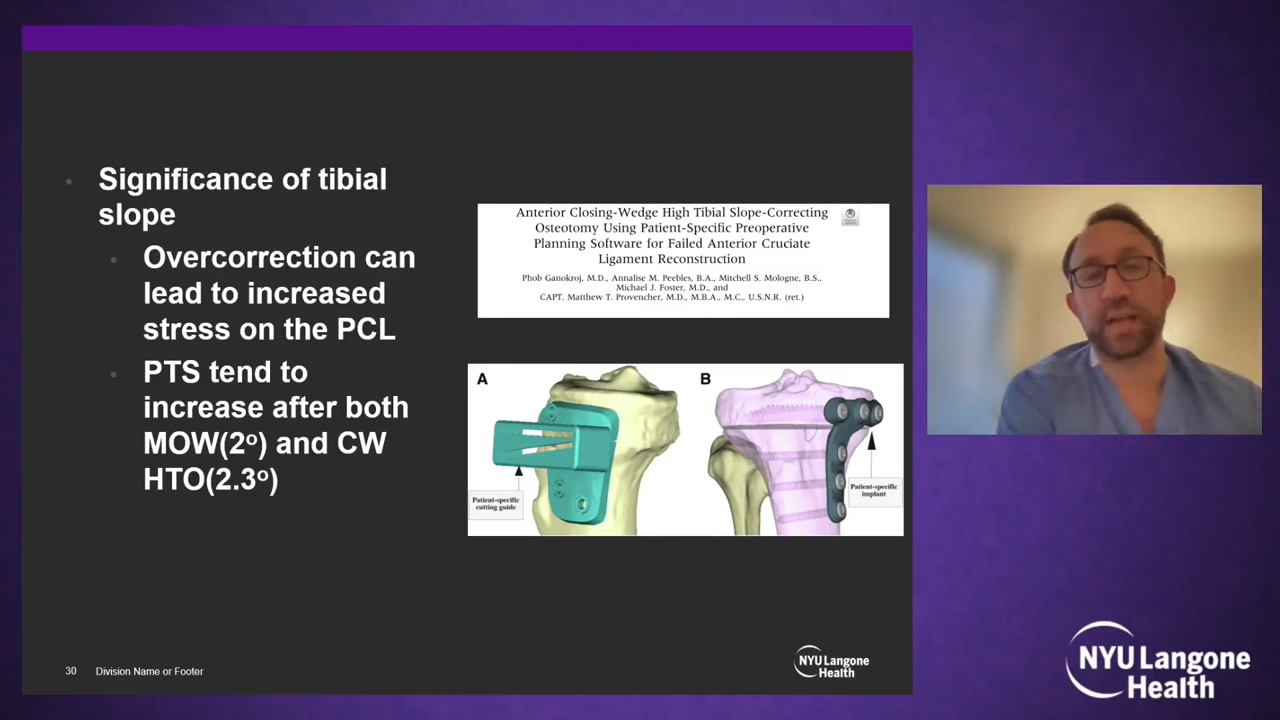 Significance of tibial
slope
Overcorrection can
lead to increased
stress on the PCL
PTS tend to
increase after both
MOW(2º) and CW
HTO(2.3º)
Anterior Closing-Wedge High Tibial Slope-Correcting
Osteotomy Using Patient-Specific Preoperative
Planning Software for Failed Anterior Cruciate
Ligament Reconstruction
Phob Ganokroj, M.D., Annalise M. Peebles, B.A., Mitchell S. Mologne, B.S.,
Michael J. Foster, M.D., and
CAPT. Matthew T. Provencher, M.D., M.B.A., M.C., U.S.N.R. (ret.)
A
B
Patient-specific
cutting guide
Patient-specific
implant
30 Division Name or Footer
NYU Langone
Health
NYU Langone
Health